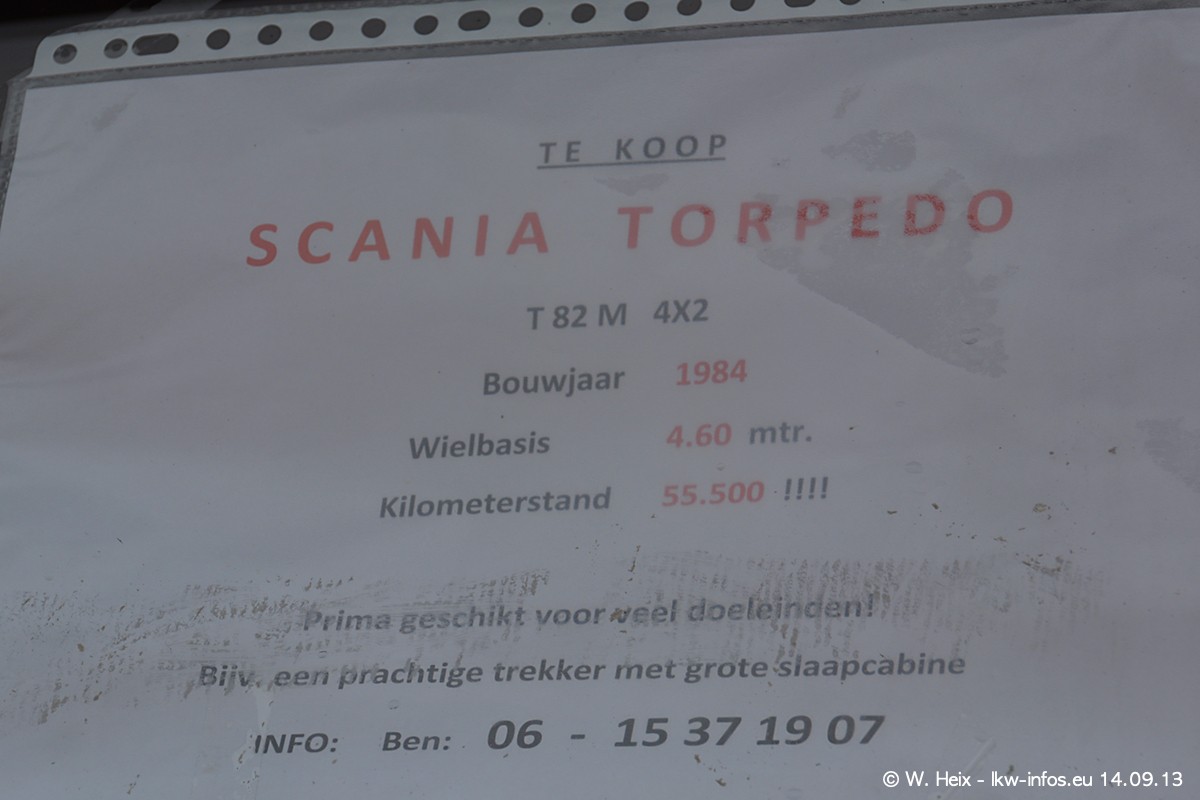 TE KOOP
SCANIA TORPEDO
T 82 M 4X2
Bouwjaar 1984
Wielbasis 4.60 mtr.
Kilometerstand 55.500 !!!!
Prima geschikt voor veel doeleinden!
Bijv. een prachtige trekker met grote slaapcabine
INFO: Ben: 06 - 15 37 19 07
© W. Heix - lkw-infos.eu 14.09.13